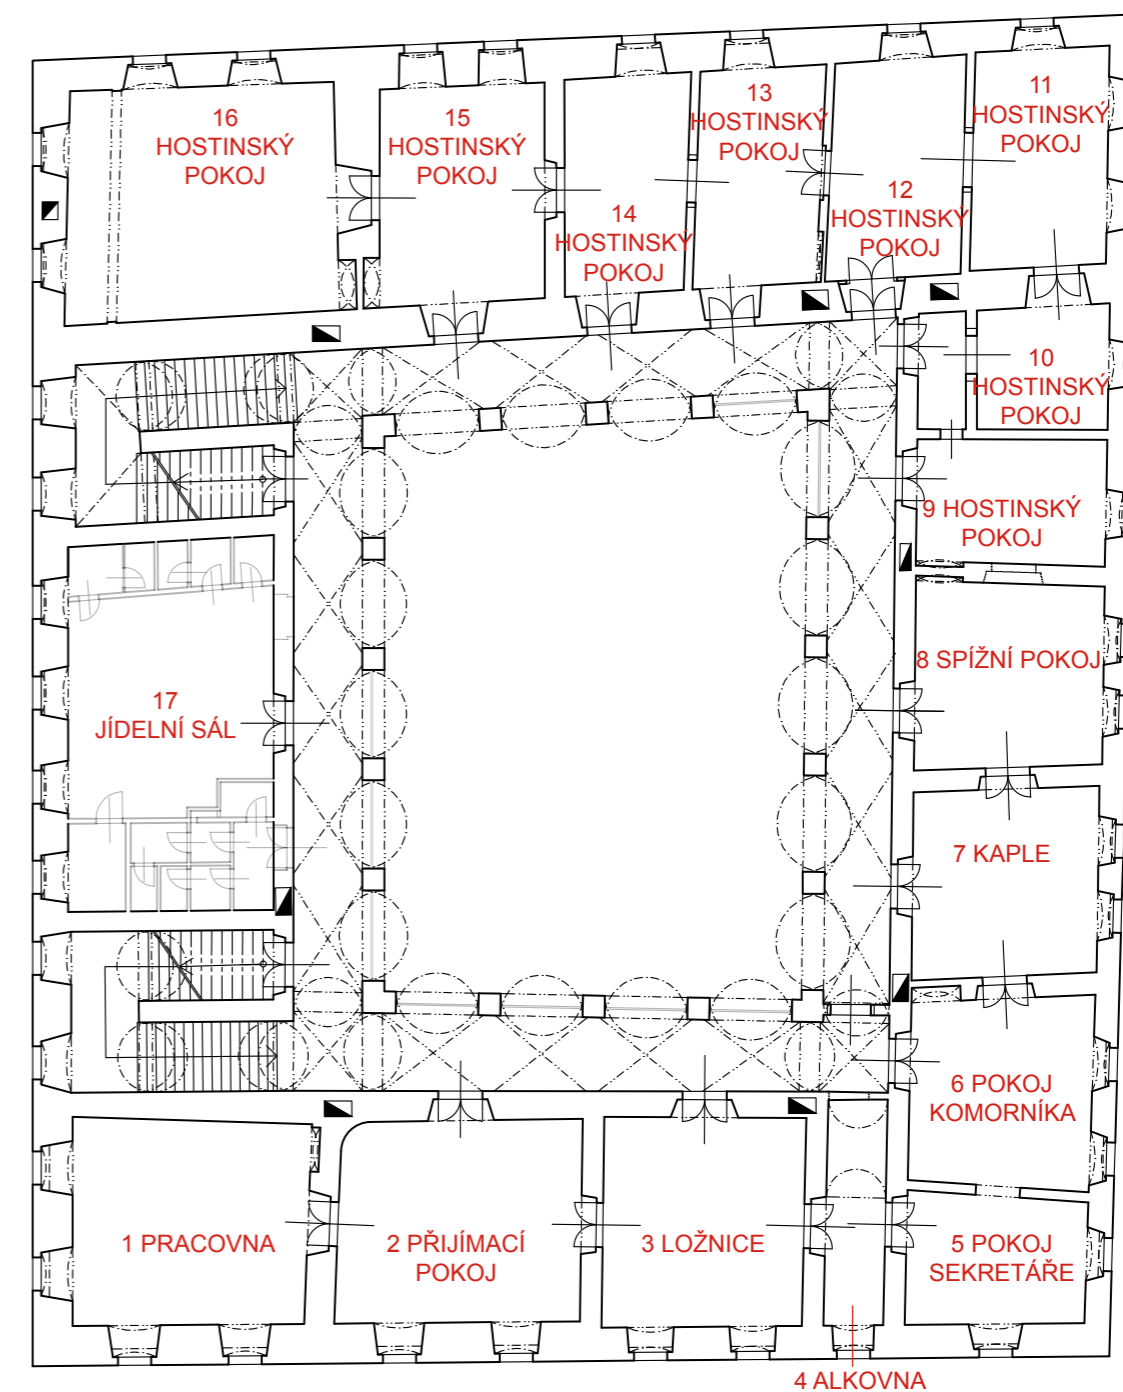 16
HOSTINSKÝ
POKOJ
15
HOSTINSKÝ
POKOJ
14
HOSTINSKÝ
POKOJ
13
HOSTINSKÝ
POKOJ
12
HOSTINSKÝ
POKOJ
11
HOSTINSKÝ
POKOJ
10
HOSTINSKÝ
POKOJ
9 HOSTINSKÝ
POKOJ
8 SPÍŽNÍ POKOJ
17
JÍDELNÍ SÁL
7 KAPLE
6 POKOJ
KOMORNÍKA
1 PRACOVNA
2 PŘIJÍMACÍ
POKOJ
3 LOŽNICE
5 POKOJ
SEKRETÁŘE
4 ALKOVNA